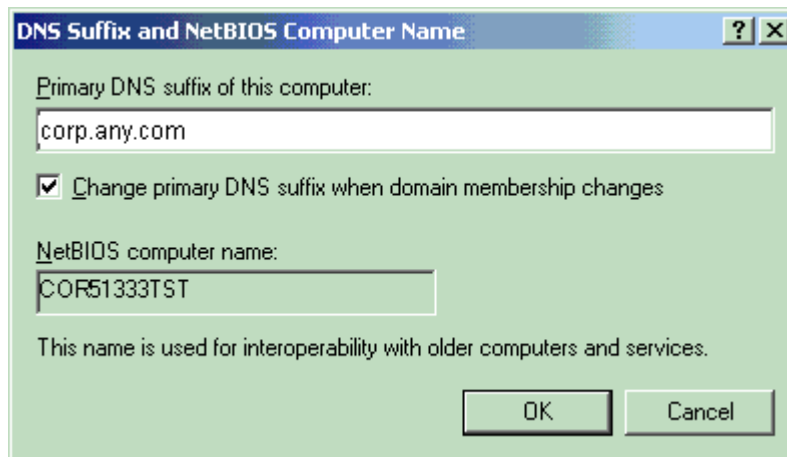 DNS Suffix and NetBIOS Computer Name
Primary DNS suffix of this computer:
corp.any.com
Change primary DNS suffix when domain membership changes
NetBIOS computer name:
COR51333TST
This name is used for interoperability with older computers and services.
OK
Cancel